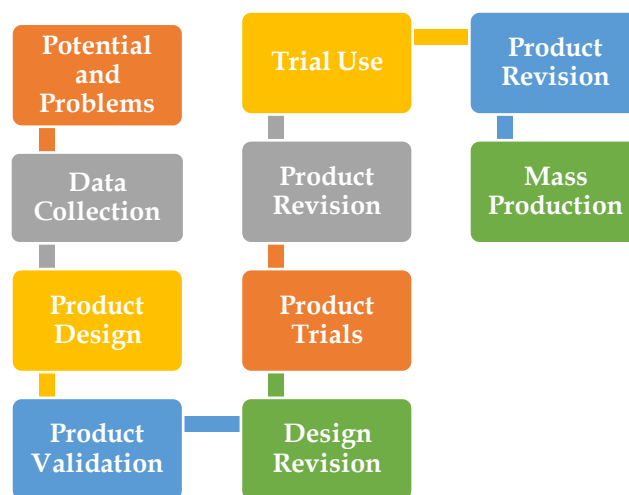 Potential
and
Problems
Data
Collection
Product
Design
Product
Validation
Design
Revision
Product
Trials
Product
Revision
Trial Use
Product
Revision
Mass
Production